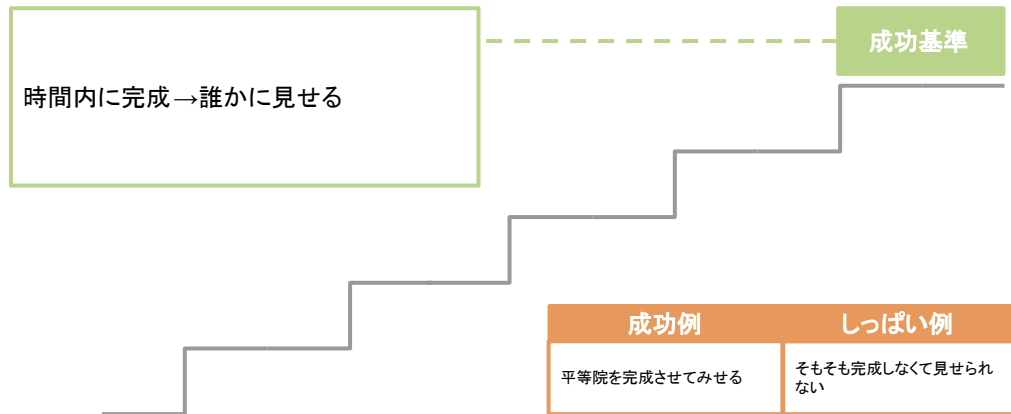 成功基準
時間内に完成→誰かに見せる
成功例
しっぱい例
平等院を完成させてみせる
そもそも完成しなくて見せられ
ない